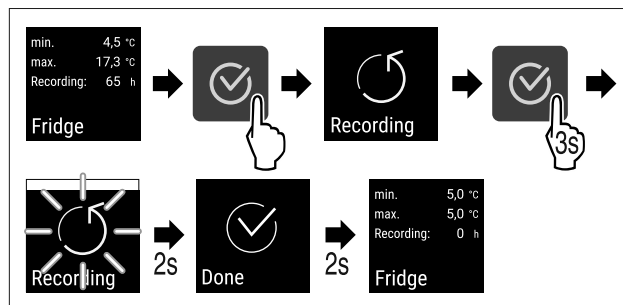 min. 4,5 °C
max. 17,3 °C
Recording: 65 h
Fridge
Recording
3s
Recording
2s
Done
2s
min. 5,0 °C
max. 5,0 °C
Recording: 0 h
Fridge